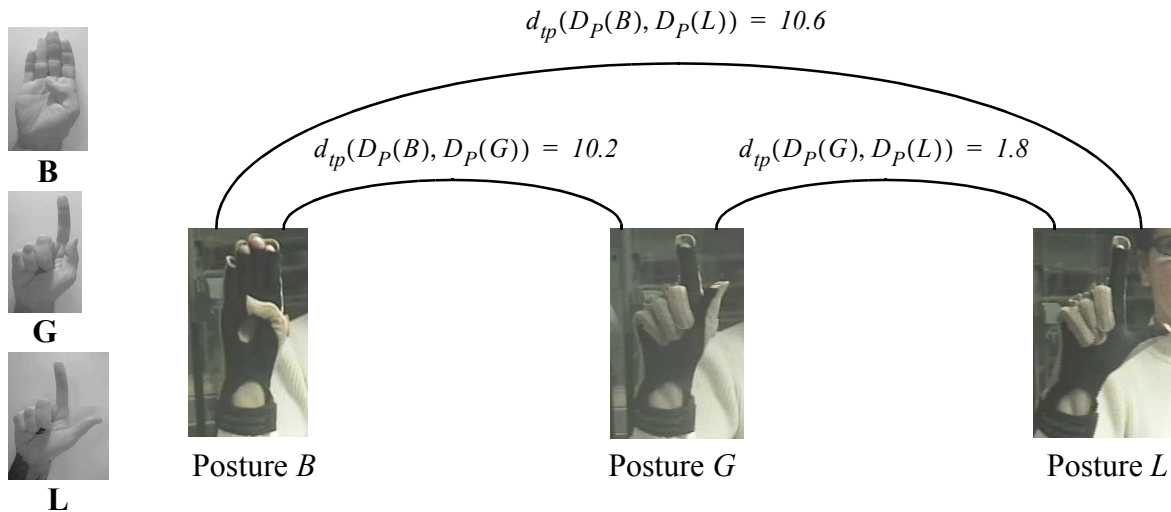 d_tp(D_P(B), D_P(L)) = 10.6
d_tp(D_P(B), D_P(G)) = 10.2
d_tp(D_P(G), D_P(L)) = 1.8
B
G
L
Posture B
Posture G
Posture L